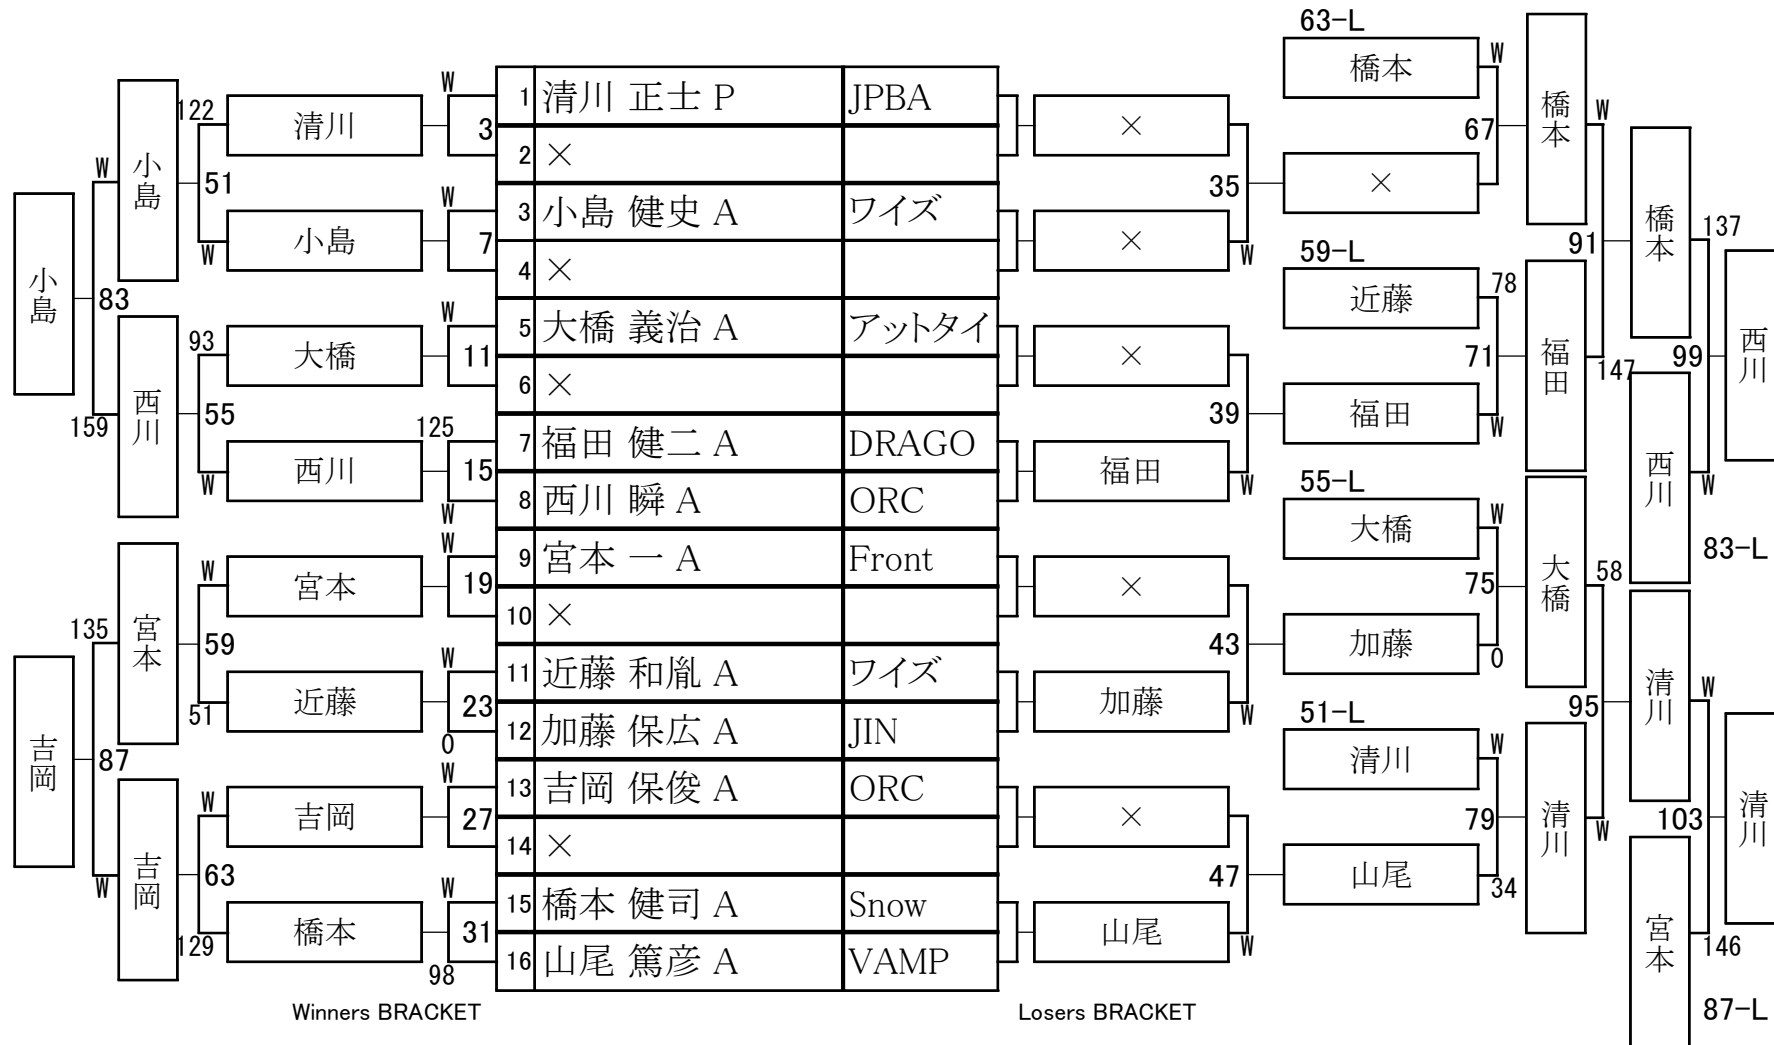 63-L
W
橋本
W
橋本
W
67
×
91
59-L
近藤
78
71
福田
W
福田
147
橋本
137
99
西川
西川
W
83-L
55-L
大橋
W
75
加藤
0
大橋
58
95
51-L
清川
W
79
山尾
34
清川
W
清川
W
103
清川
宮本
146
87-L
小島
W
83
159
小島
122
51
W
清川
W
3
小島
W
7
西川
93
55
W
大橋
W
11
西川
125
15
W
吉岡
135
87
W
宮本
W
59
51
宮本
W
19
近藤
W
23
0
吉岡
W
63
129
吉岡
W
27
橋本
W
31
98
1 清川 正士 P JPBA
2 ×
3 小島 健史 A ワイズ
4 ×
5 大橋 義治 A アットタイ
6 ×
7 福田 健二 A DRAGO
8 西川 瞬 A ORC
9 宮本 一 A Front
10 ×
11 近藤 和胤 A ワイズ
12 加藤 保広 A JIN
13 吉岡 保俊 A ORC
14 ×
15 橋本 健司 A Snow
16 山尾 篤彦 A VAMP
×
35
×
W
×
39
福田
W
×
43
加藤
W
×
47
山尾
W
Winners BRACKET
Losers BRACKET